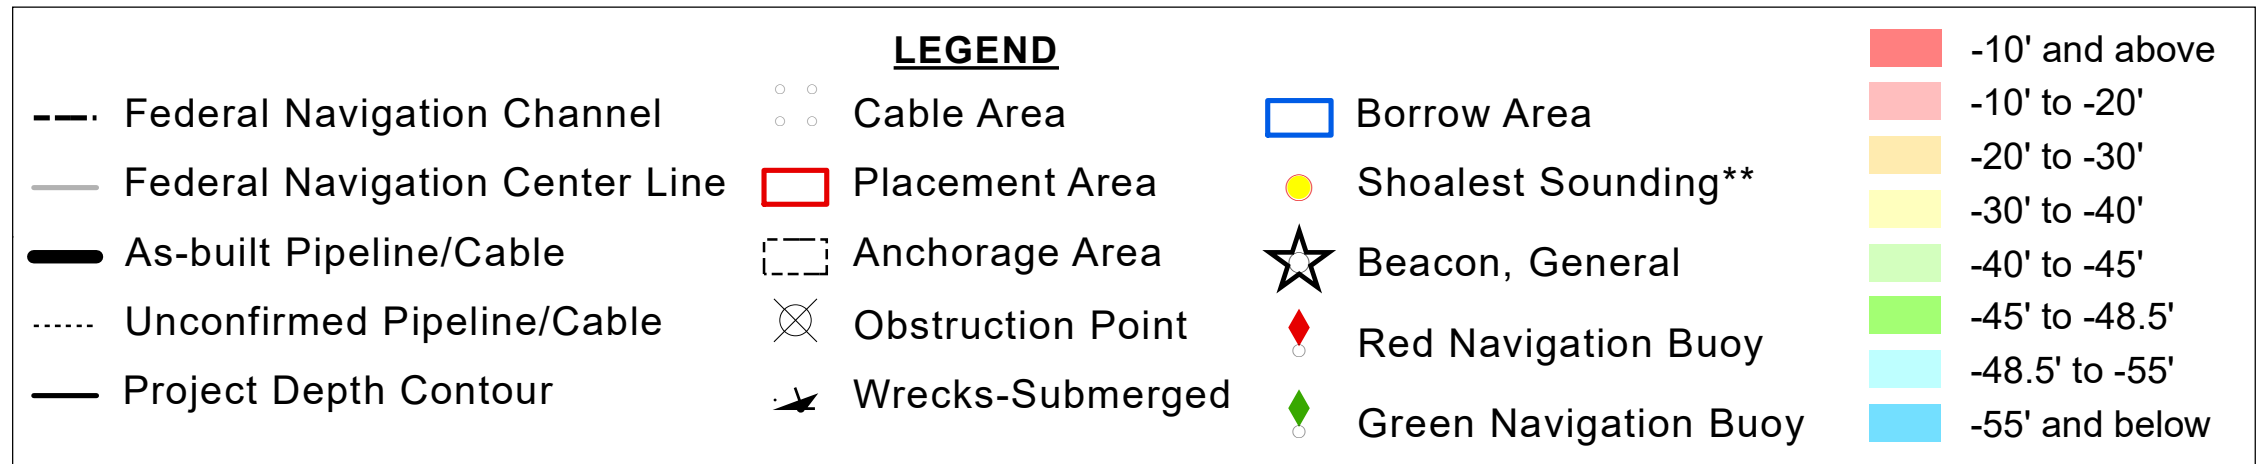 LEGEND
Federal Navigation Channel
Federal Navigation Center Line
As-built Pipeline/Cable
Unconfirmed Pipeline/Cable
Project Depth Contour
Cable Area
Placement Area
Anchorage Area
Obstruction Point
Wrecks-Submerged
Borrow Area
Shoalest Sounding**
Beacon, General
Red Navigation Buoy
Green Navigation Buoy
-10' and above
-10' to -20'
-20' to -30'
-30' to -40'
-40' to -45'
-45' to -48.5'
-48.5' to -55'
-55' and below